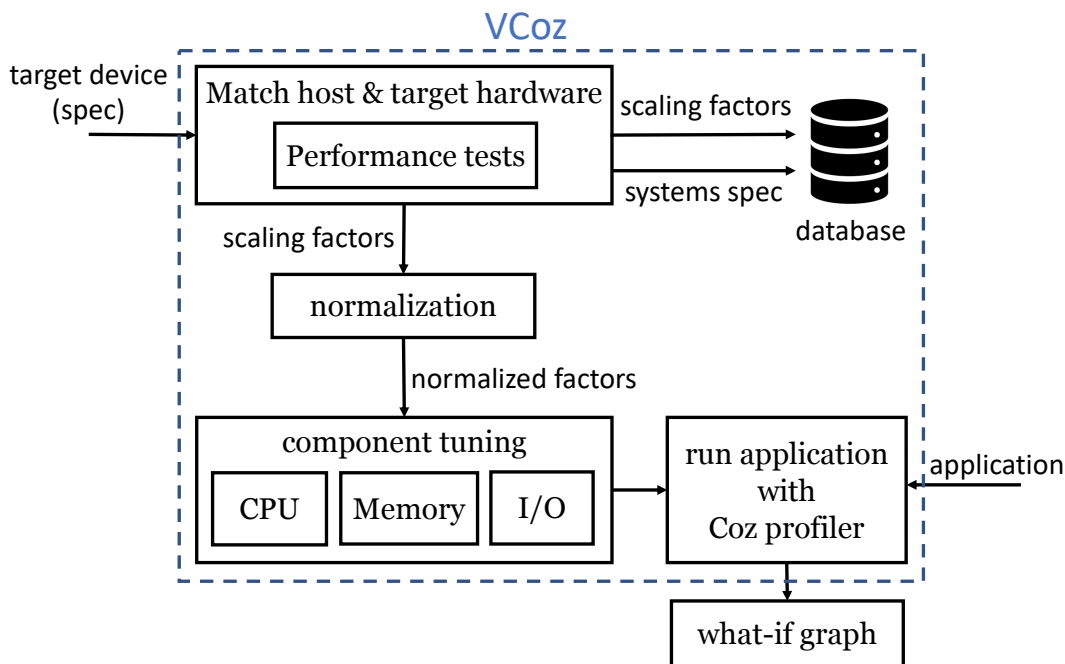 VCoz
target device
(spec)
Match host & target hardware
Performance tests
scaling factors
systems spec
database
scaling factors
normalization
normalized factors
component tuning
CPU
Memory
I/O
run application
with
Coz profiler
application
what-if graph